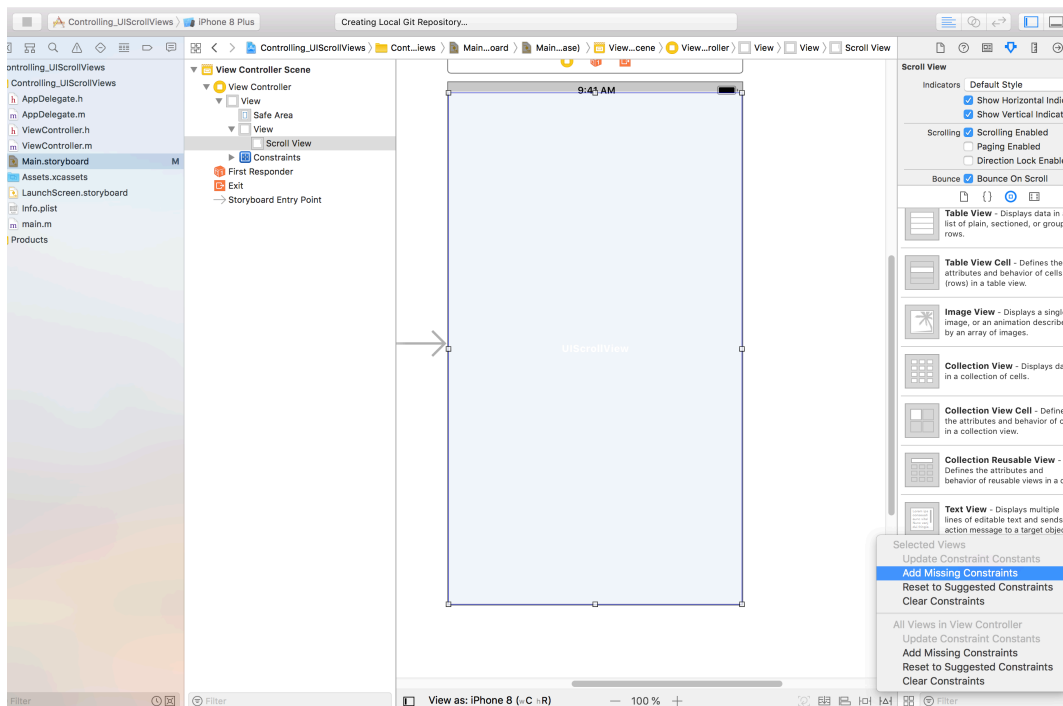 Controlling_UIScrollViews
iPhone 8 Plus
Creating Local Git Repository...
Controlling_UIScrollViews
Cont...iews
Main...oard
Main...ase)
View...cene
View...roller
View
View
Scroll View
ontrolling_UIScrollViews
Controlling_UIScrollViews
h AppDelegate.h
m AppDelegate.m
h ViewController.h
m ViewController.m
Main.storyboard M
Assets.xcassets
LaunchScreen.storyboard
Info.plist
m main.m
Products
Filter
View Controller Scene
View Controller
View
Safe Area
View
Scroll View
Constraints
First Responder
Exit
Storyboard Entry Point
Filter
9:41 AM
UIScrollView
View as: iPhone 8 (wC hR)
100 %
Scroll View
Indicators Default Style
Show Horizontal Indi
Show Vertical Indicat
Scrolling Scrolling Enabled
Paging Enabled
Direction Lock Enable
Bounce Bounce On Scroll
{}
Table View - Displays data in
list of plain, sectioned, or group
rows.
Table View Cell - Defines the
attributes and behavior of cells
(rows) in a table view.
Image View - Displays a singl
image, or an animation describe
by an array of images.
Collection View - Displays da
in a collection of cells.
Collection View Cell - Define
the attributes and behavior of c
in a collection view.
Collection Reusable View -
Defines the attributes and
behavior of reusable views in a c
Text View - Displays multiple
lines of editable text and sends
action message to a target objec
Selected Views
Update Constraint Constants
Add Missing Constraints
Reset to Suggested Constraints
Clear Constraints
All Views in View Controller
Update Constraint Constants
Add Missing Constraints
Reset to Suggested Constraints
Clear Constraints
Filter